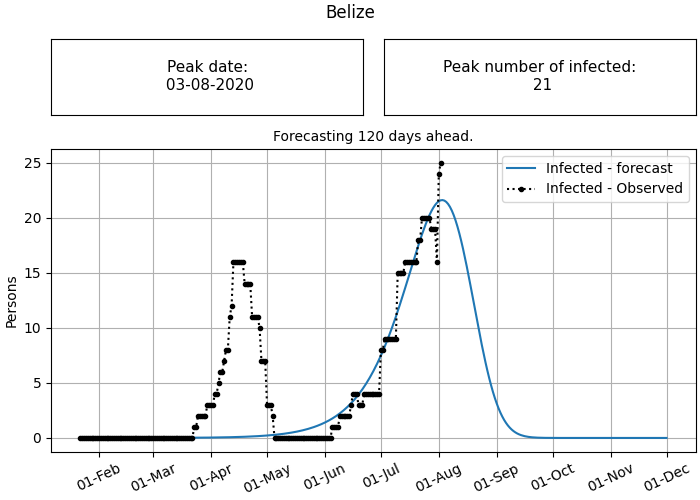 Belize
Peak date:
03-08-2020
Peak number of infected:
21
Forecasting 120 days ahead.
Infected - forecast
Infected - Observed
Persons
25
20
15
10
5
0
01-Feb
01-Mar
01-Apr
01-May
01-Jun
01-Jul
01-Aug
01-Sep
01-Oct
01-Nov
01-Dec